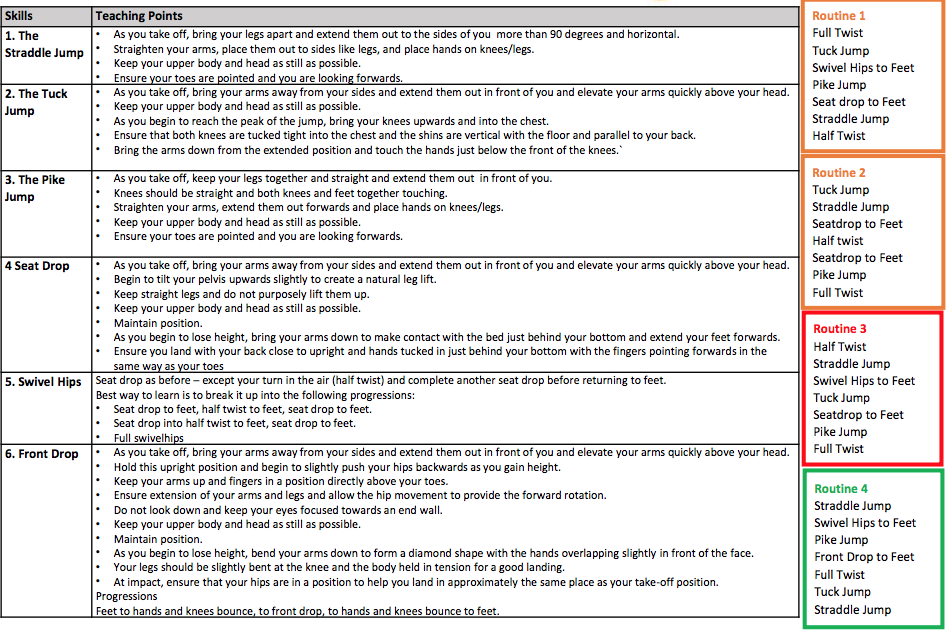 Skills Teaching Points
1. The
Straddle Jump
• As you take off, bring your legs apart and extend them out to the sides of you more than 90 degrees and horizontal.
• Straighten your arms, place them out to sides like legs, and place hands on knees/legs.
• Keep your upper body and head as still as possible.
• Ensure your toes are pointed and you are looking forwards.
2. The Tuck
Jump
• As you take off, bring your arms away from your sides and extend them out in front of you and elevate your arms quickly above your head.
• Keep your upper body and head as still as possible.
• As you begin to reach the peak of the jump, bring your knees upwards and into the chest.
• Ensure that both knees are tucked tight into the chest and the shins are vertical with the floor and parallel to your back.
• Bring the arms down from the extended position and touch the hands just below the front of the knees.`
3. The Pike
Jump
• As you take off, keep your legs together and straight and extend them out in front of you.
• Knees should be straight and both knees and feet together touching.
• Straighten your arms, extend them out forwards and place hands on knees/legs.
• Keep your upper body and head as still as possible.
• Ensure your toes are pointed and you are looking forwards.
4 Seat Drop
• As you take off, bring your arms away from your sides and extend them out in front of you and elevate your arms quickly above your head.
• Begin to tilt your pelvis upwards slightly to create a natural leg lift.
• Keep straight legs and do not purposely lift them up.
• Keep your upper body and head as still as possible.
• Maintain position.
• As you begin to lose height, bring your arms down to make contact with the bed just behind your bottom and extend your feet forwards.
• Ensure you land with your back close to upright and hands tucked in just behind your bottom with the fingers pointing forwards in the
same way as your toes
5. Swivel Hips
Seat drop as before – except your turn in the air (half twist) and complete another seat drop before returning to feet.
Best way to learn is to break it up into the following progressions:
• Seat drop to feet, half twist to feet, seat drop to feet.
• Seat drop into half twist to feet, seat drop to feet.
• Full swivelhips
6. Front Drop
• As you take off, bring your arms away from your sides and extend them out in front of you and elevate your arms quickly above your head.
• Hold this upright position and begin to slightly push your hips backwards as you gain height.
• Keep your arms up and fingers in a position directly above your toes.
• Ensure extension of your arms and legs and allow the hip movement to provide the forward rotation.
• Do not look down and keep your eyes focused towards an end wall.
• Keep your upper body and head as still as possible.
• Maintain position.
• As you begin to lose height, bend your arms down to form a diamond shape with the hands overlapping slightly in front of the face.
• Your legs should be slightly bent at the knee and the body held in tension for a good landing.
• At impact, ensure that your hips are in a position to help you land in approximately the same place as your take-off position.
Progressions
Feet to hands and knees bounce, to front drop, to hands and knees bounce to feet.
Routine 1
Full Twist
Tuck Jump
Swivel Hips to Feet
Pike Jump
Seat drop to Feet
Straddle Jump
Half Twist
Routine 2
Tuck Jump
Straddle Jump
Seatdrop to Feet
Half twist
Seatdrop to Feet
Pike Jump
Full Twist
Routine 3
Half Twist
Straddle Jump
Swivel Hips to Feet
Tuck Jump
Seatdrop to Feet
Pike Jump
Full Twist
Routine 4
Straddle Jump
Swivel Hips to Feet
Pike Jump
Front Drop to Feet
Full Twist
Tuck Jump
Straddle Jump